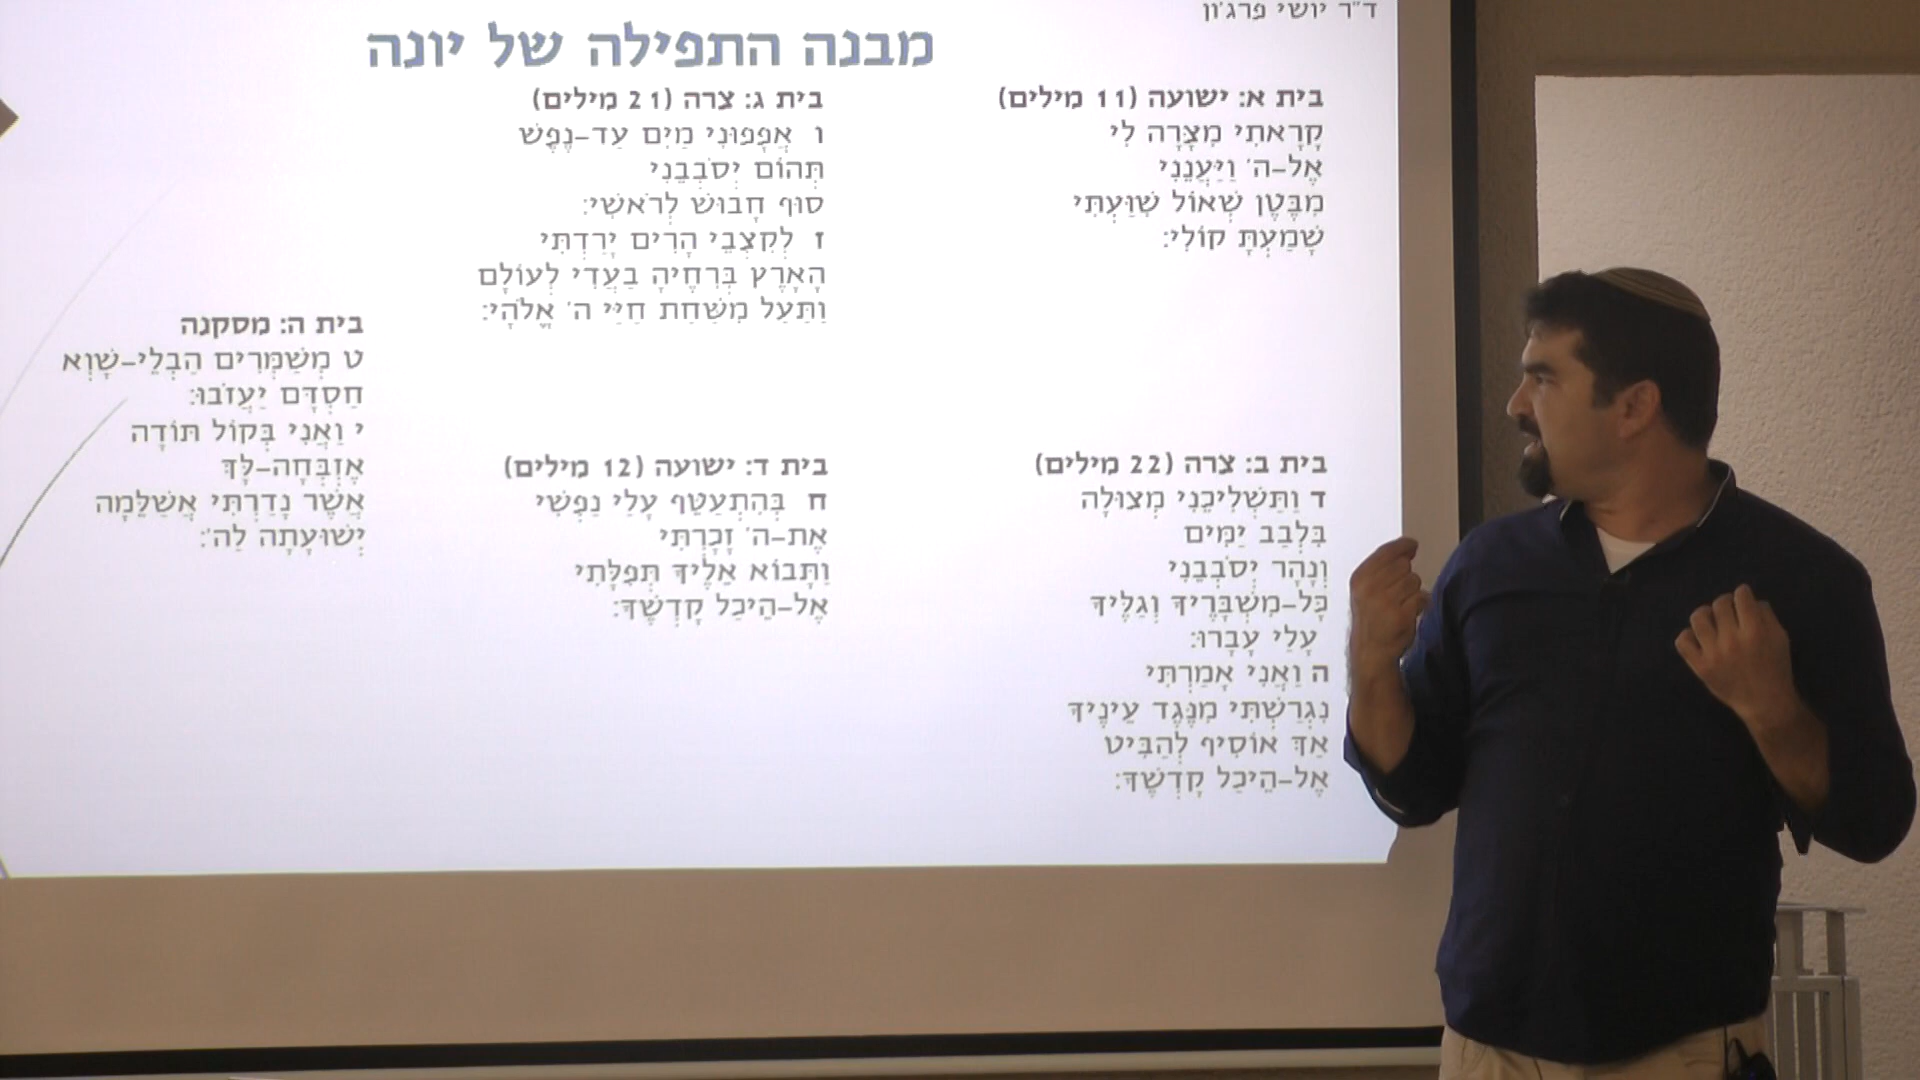 ד"ר יושי פרג'ון
מבנה התפילה של יונה
בית א: ישועה (11 מילים)
קָרָאתִי מִצָּרָה לִי
אֶל-ה' וַיַּעֲנֵנִי
מִבֶּטֶן שְׁאוֹל שִׁוַּעְתִּי
שָׁמַעְתָּ קוֹלִי:
בית ב: צרה (22 מילים)
ד וַתַּשְׁלִיכֵנִי מְצוּלָה
בִּלְבַב יַמִּים
וְנָהָר יְסֹבְבֵנִי
כָּל-מִשְׁבָּרֶיךָ וְגַלֶּיךָ
עָלַי עָבָרוּ:
ה וַאֲנִי אָמַרְתִּי
נִגְרַשְׁתִּי מִנֶּגֶד עֵינֶיךָ
אַךְ אוֹסִיף לְהַבִּיט
אֶל-הֵיכַל קָדְשֶׁךָ:
בית ג: צרה (21 מילים)
ו אֲפָפוּנִי מַיִם עַד-נֶפֶשׁ
תְּהוֹם יְסֹבְבֵנִי
סוּף חָבוּשׁ לְרֹאשִׁי:
ז לְקִצְבֵי הָרִים יָרַדְתִּי
הָאָרֶץ בְּרִחֶיהָ בַעֲדִי לְעוֹלָם
וַתַּעַל מִשַּׁחַת חַיַּי ה' אֱלֹהָי:
בית ד: ישועה (12 מילים)
ח בְּהִתְעַטֵּף עָלַי נַפְשִׁי
אֶת-ה' זָכָרְתִּי
וַתָּבוֹא אֵלֶיךָ תְּפִלָּתִי
אֶל-הֵיכַל קָדְשֶׁךָ:
בית ה: מסקנה
ט מְשַׁמְּרִים הַבְלֵי-שָׁוְא
חַסְדָּם יַעֲזֹבוּ:
י וַאֲנִי בְּקוֹל תּוֹדָה
אֶזְבְּחָה-לָּךְ
אֲשֶׁר נָדַרְתִּי אֲשַׁלֵּמָה
יְשׁוּעָתָה לַה':